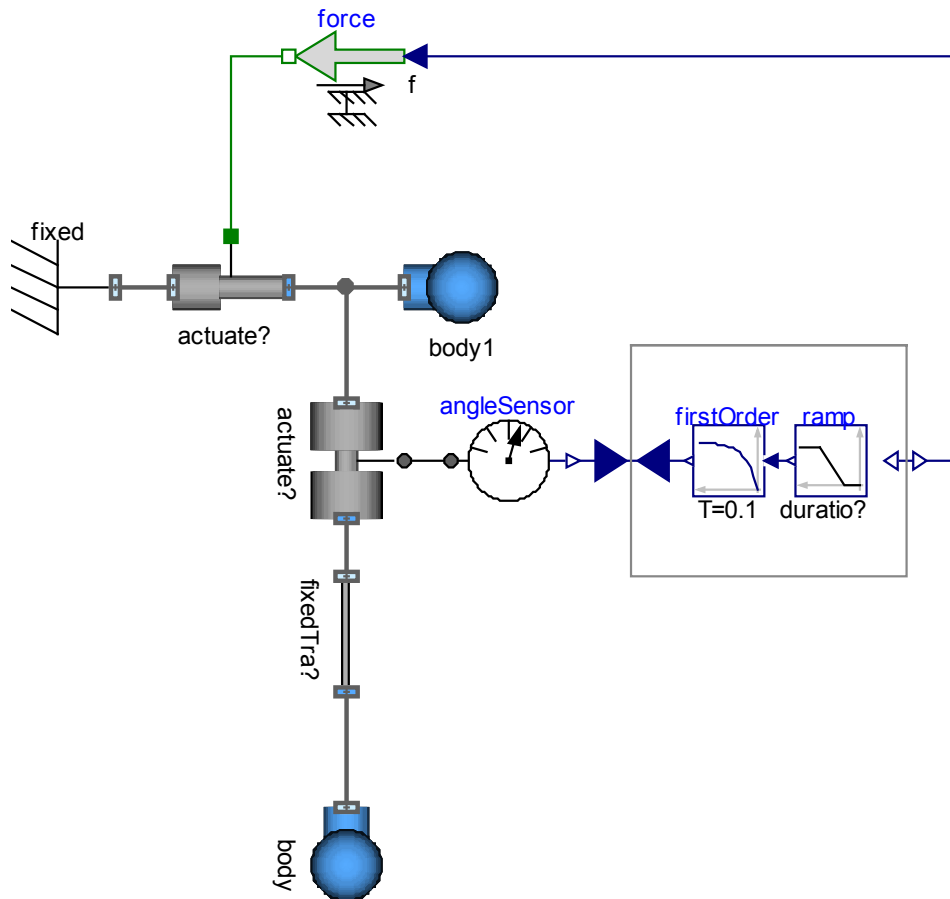 force
f
fixed
actuate?
body1
actuate?
angleSensor
firstOrder
ramp
T=0.1
duratio?
fixedTra?
body